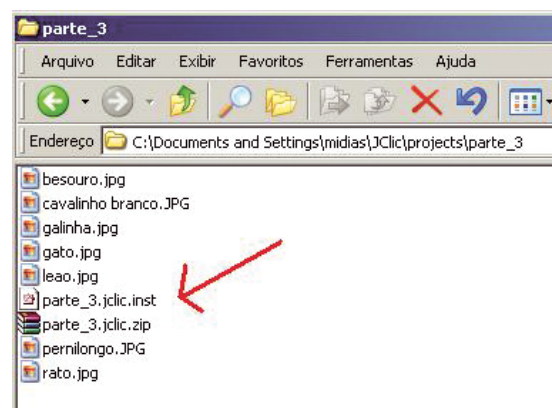 parte_3
Arquivo Editar Exibir Favoritos Ferramentas Ajuda
Endereço C:\Documents and Settings\midias\JClic\projects\parte_3
besouro.jpg
cavalinho branco.JPG
galinha.jpg
gato.jpg
leao.jpg
parte_3.jclic.inst
parte_3.jclic.zip
pernilongo.JPG
rato.jpg